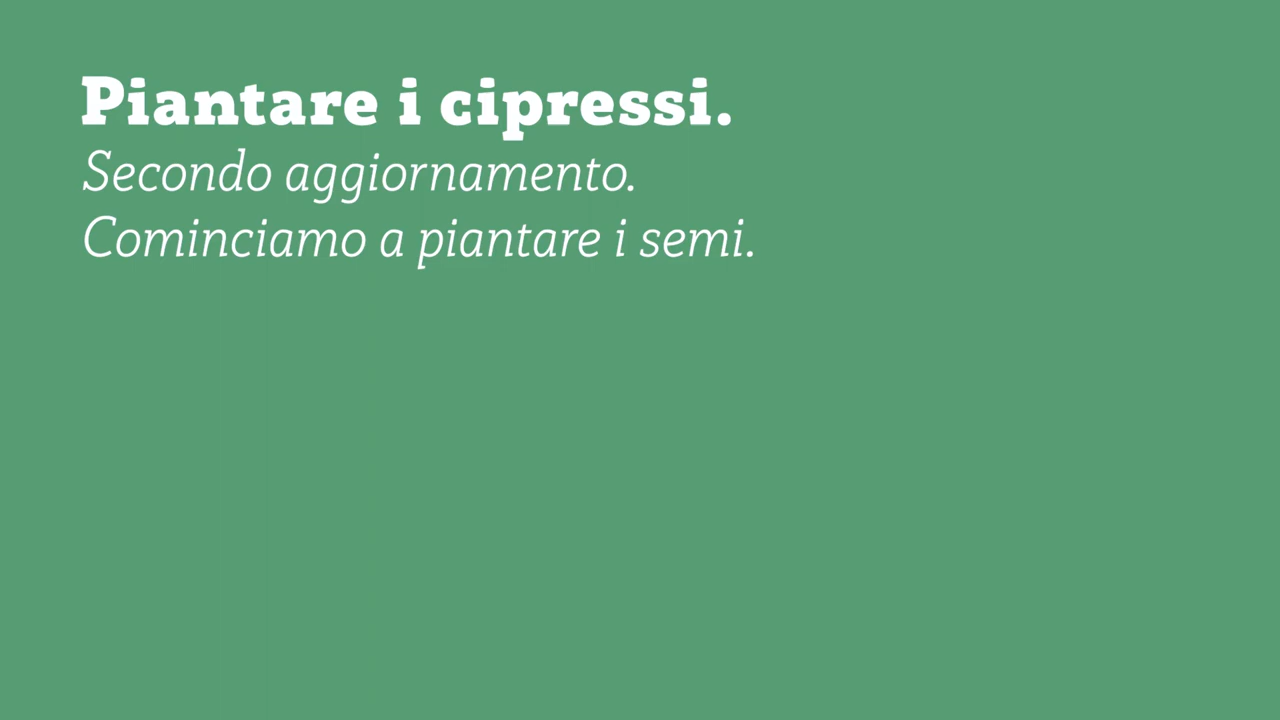 Piantare i cipressi.
Secondo aggiornamento.
Cominciamo a piantare i semi.